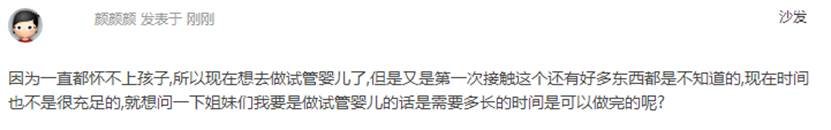 颜颜颜 发表于 刚刚
沙发
因为一直都怀不上孩子,所以现在想去做试管婴儿了,但是又是第一次接触这个还有好多东西都是不知道的,现在时间
也不是很充足的,就想问一下姐妹们我要是做试管婴儿的话是需要多长的时间是可以做完的呢?